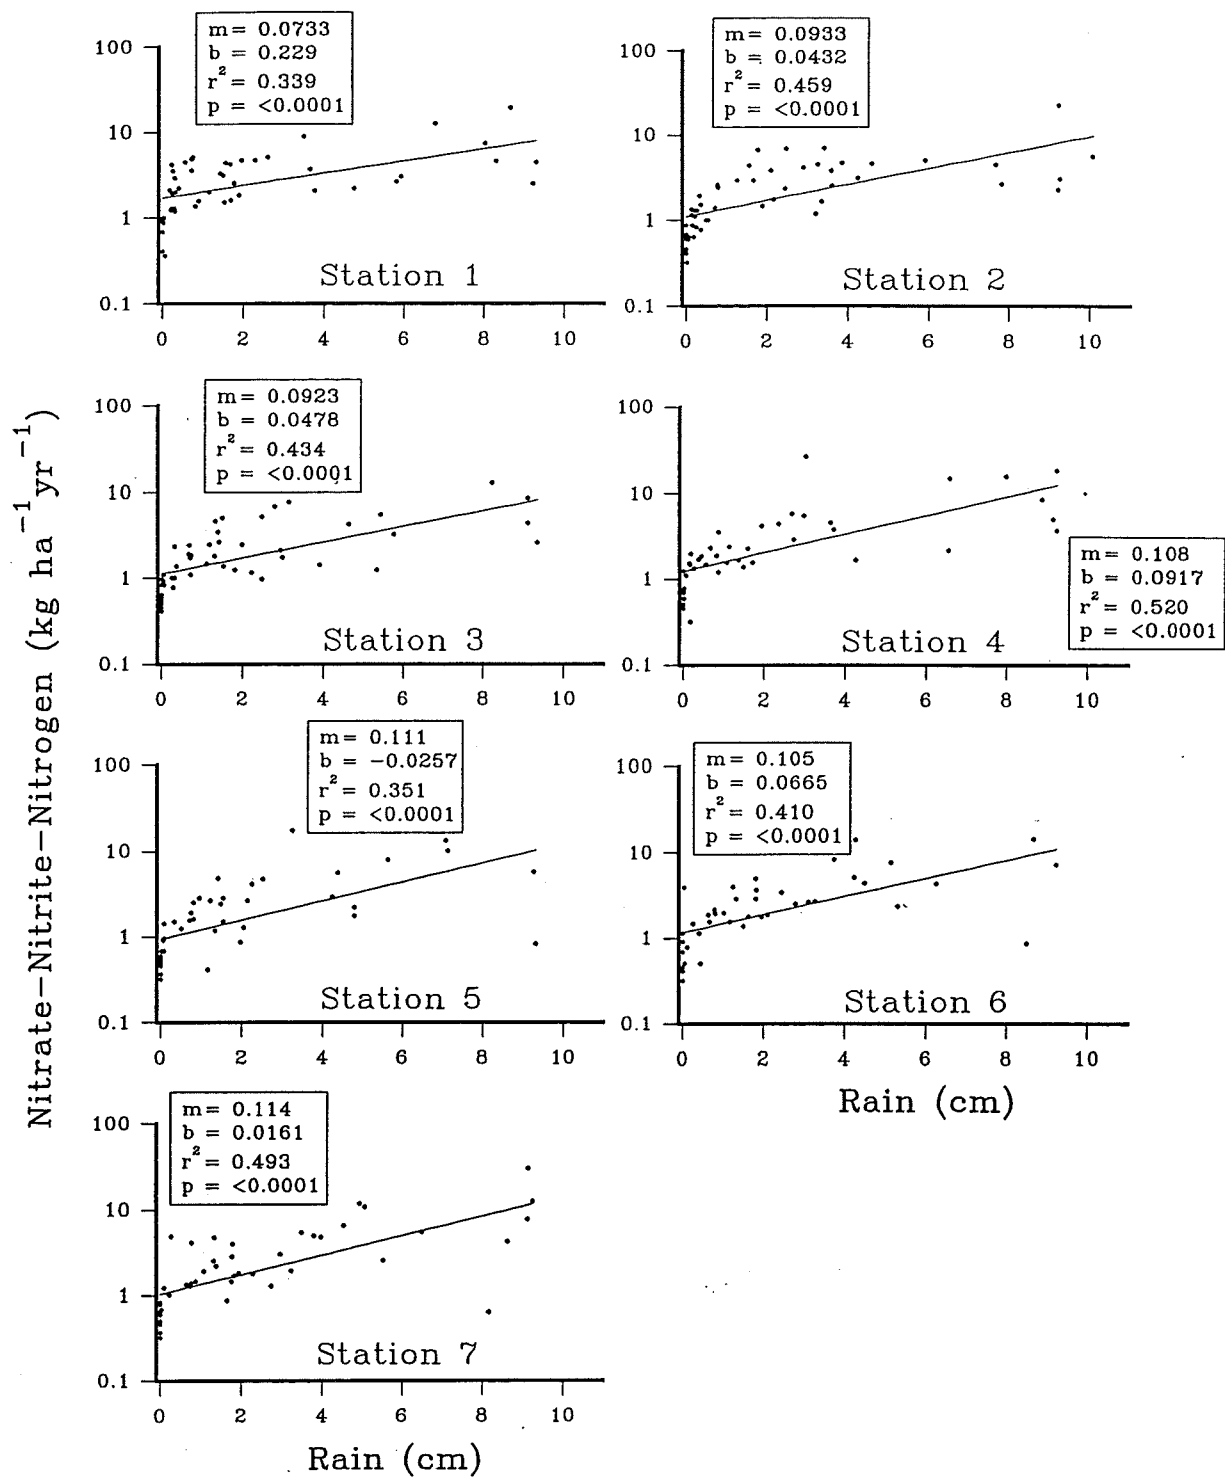 Nitrate-Nitrite-Nitrogen (kg ha⁻¹yr⁻¹)
m= 0.0733
b = 0.229
r² = 0.339
p = <0.0001
100
10
1
0.1
Station 1
0 2 4 6 8 10
m= 0.0933
b = 0.0432
r² = 0.459
p = <0.0001
100
10
1
0.1
Station 2
0 2 4 6 8 10
m= 0.0923
b = 0.0478
r² = 0.434
p = <0.0001
100
10
1
0.1
Station 3
0 2 4 6 8 10
100
10
1
0.1
m= 0.108
b = 0.0917
r² = 0.520
p = <0.0001
Station 4
0 2 4 6 8 10
m= 0.111
b = -0.0257
r² = 0.351
p = <0.0001
100
10
1
0.1
Station 5
0 2 4 6 8 10
m= 0.105
b = 0.0665
r² = 0.410
p = <0.0001
100
10
1
0.1
Station 6
0 2 4 6 8 10
Rain (cm)
m= 0.114
b = 0.0161
r² = 0.493
p = <0.0001
100
10
1
0.1
Station 7
0 2 4 6 8 10
Rain (cm)